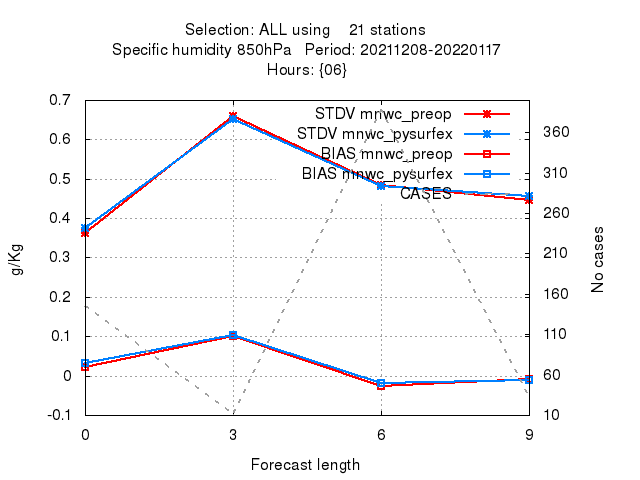 Selection: ALL using    21 stations
Specific humidity 850hPa   Period: 20211208-20220117
Hours: {06}
STDV mnwc_preop
STDV mnwc_pysurfex
BIAS mnwc_preop
BIAS mnwc_pysurfex
CASES
0.7
0.6
0.5
0.4
0.3
0.2
0.1
0
-0.1
g/Kg
360
310
260
210
160
110
60
10
No cases
0 3 6 9
Forecast length